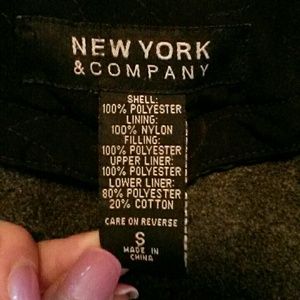 NEW YORK
& COMPANY
SHELL:
100% POLYESTER
LINING:
100% NYLON
FILLING:
100% POLYESTER
UPPER LINER:
100% POLYESTER
LOWER LINER:
80% POLYESTER
20% COTTON
CARE ON REVERSE
S
MADE IN
CHINA